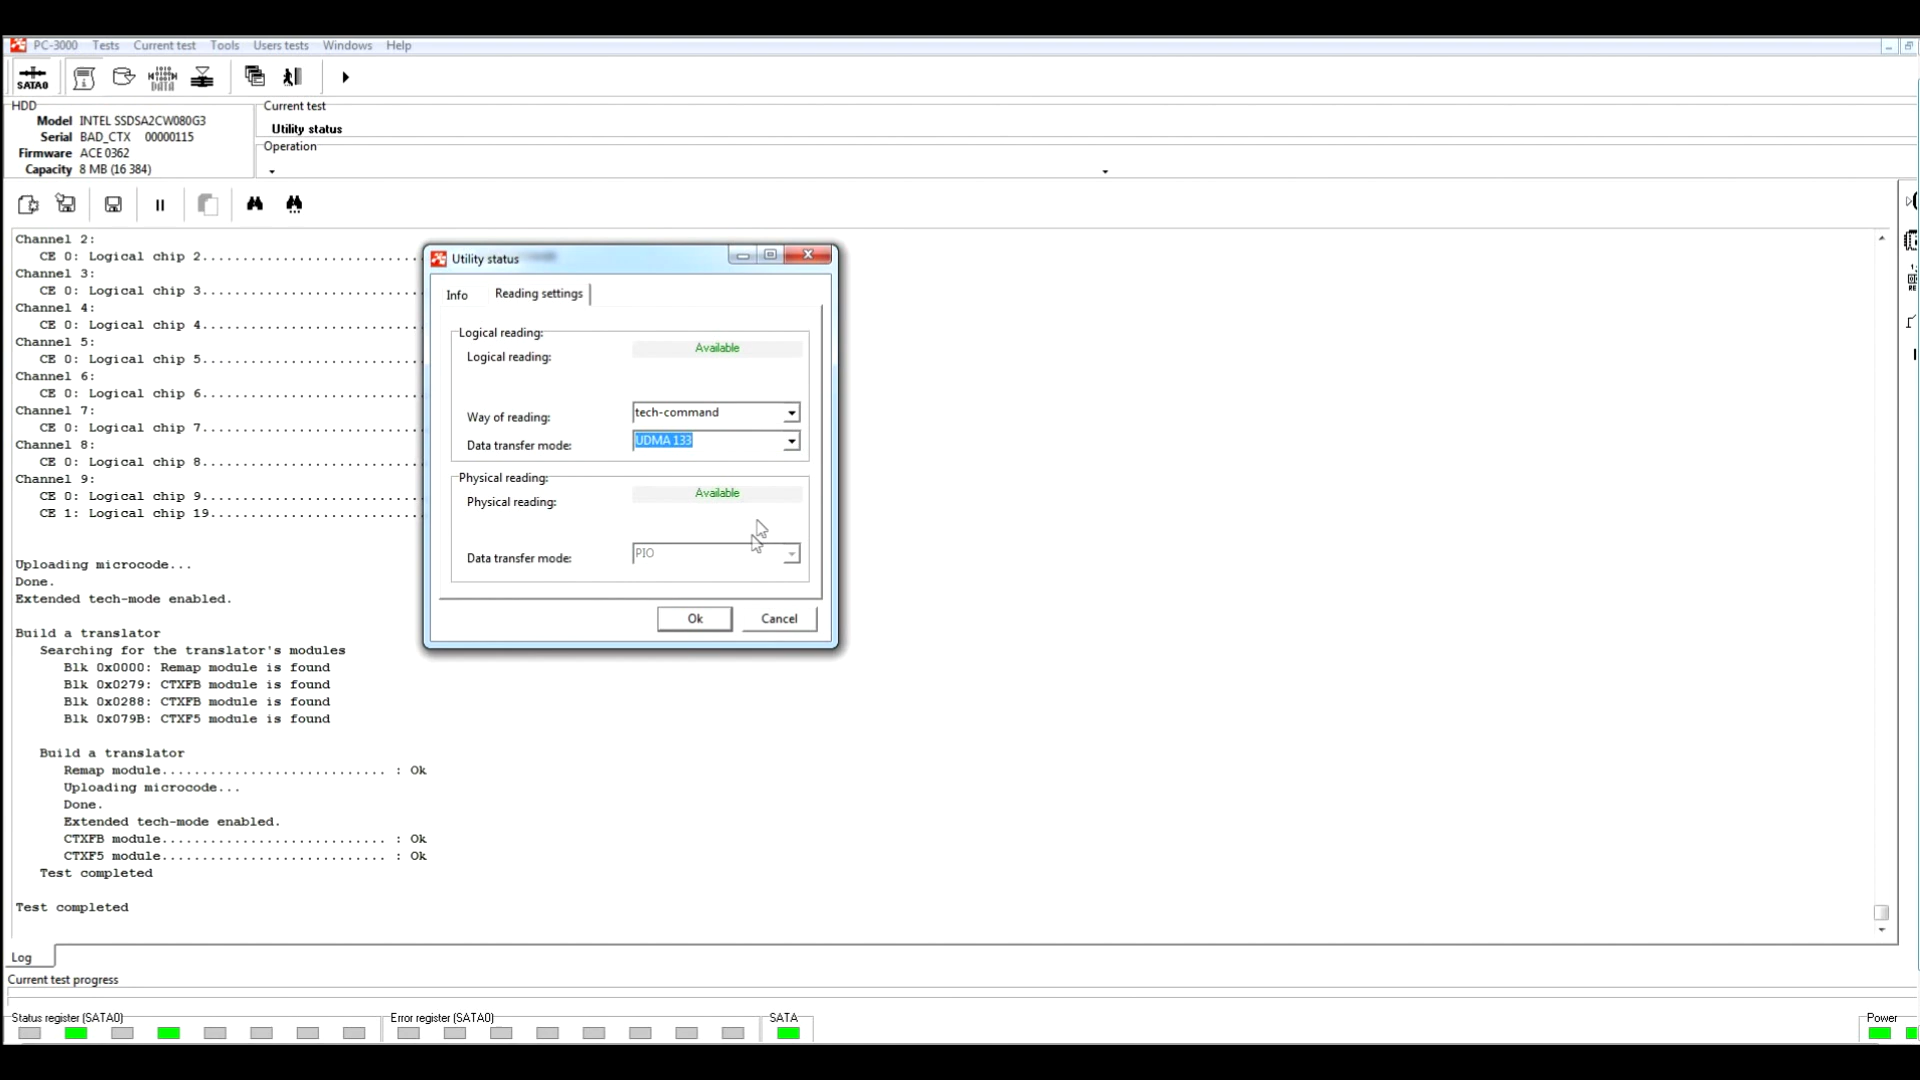 PC-3000 Tests Current test Tools Users tests Windows Help
SATA0
DATA
HDD
Model INTEL SSDSA2CW080G3
Serial BAD_CTX 00000115
Firmware ACE0362
Capacity 8 MB (16 384)
Current test
Utility status
Operation
Channel 2:
CE 0: Logical chip 2...........................
Channel 3:
CE 0: Logical chip 3...........................
Channel 4:
CE 0: Logical chip 4...........................
Channel 5:
CE 0: Logical chip 5...........................
Channel 6:
CE 0: Logical chip 6...........................
Channel 7:
CE 0: Logical chip 7...........................
Channel 8:
CE 0: Logical chip 8...........................
Channel 9:
CE 0: Logical chip 9...........................
CE 1: Logical chip 19..........................
Uploading microcode...
Done.
Extended tech-mode enabled.
Build a translator
Searching for the translator's modules
Blk 0x0000: Remap module is found
Blk 0x0279: CTXFB module is found
Blk 0x0288: CTXFB module is found
Blk 0x079B: CTXF5 module is found
Build a translator
Remap module............................ : Ok
Uploading microcode...
Done.
Extended tech-mode enabled.
CTXFB module............................ : Ok
CTXF5 module............................ : Ok
Test completed
Test completed
Utility status
Info Reading settings
Logical reading:
Logical reading: Available
Way of reading: tech-command
Data transfer mode: UDMA 133
Physical reading:
Physical reading: Available
Data transfer mode: PIO
Ok Cancel
Log
Current test progress
Status register (SATA0) Error register (SATA0) SATA Power